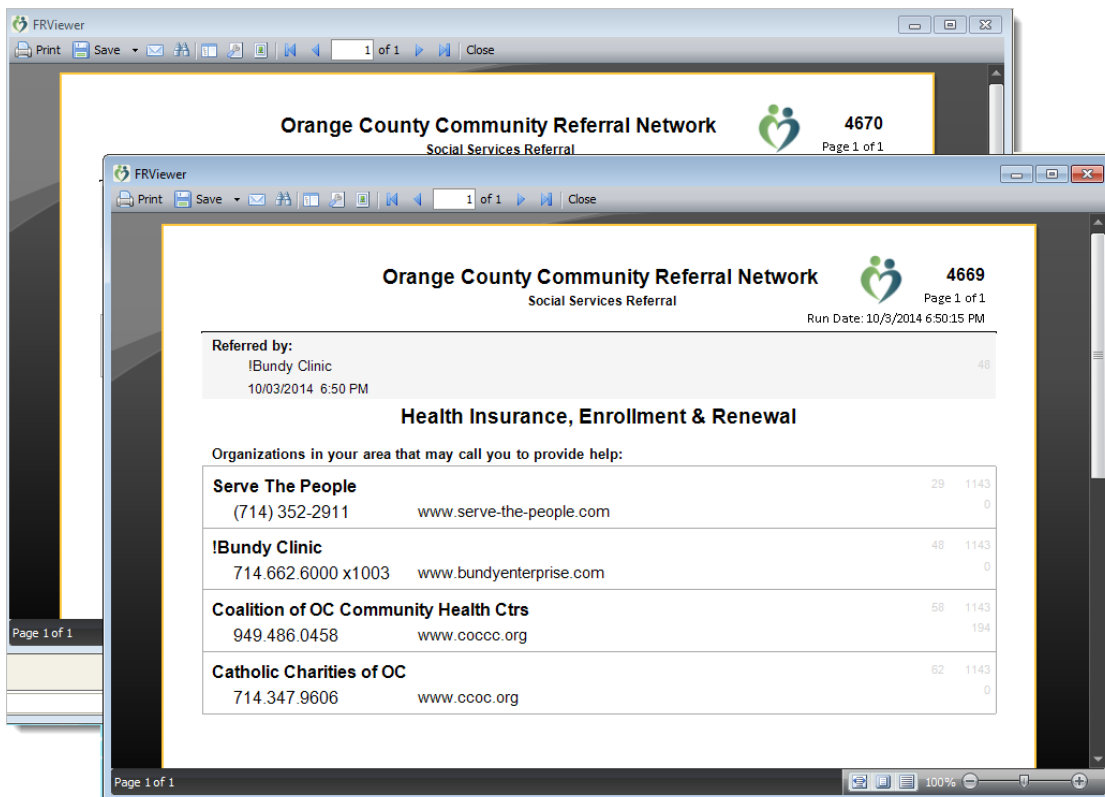 FRViewer
Print Save 1 of 1 Close
Orange County Community Referral Network 4670
Social Services Referral Page 1 of 1
FRViewer
Print Save 1 of 1 Close
Orange County Community Referral Network 4669
Social Services Referral Page 1 of 1
Run Date: 10/3/2014 6:50:15 PM
Referred by:
!Bundy Clinic 48
10/03/2014 6:50 PM
Health Insurance, Enrollment & Renewal
Organizations in your area that may call you to provide help:
Serve The People 29 1143
(714) 352-2911 www.serve-the-people.com 0
!Bundy Clinic 48 1143
714.662.6000 x1003 www.bundyenterprise.com 0
Coalition of OC Community Health Ctrs 58 1143
949.486.0458 www.coccc.org 194
Catholic Charities of OC 62 1143
714.347.9606 www.ccoc.org 0
Page 1 of 1
Page 1 of 1 100%